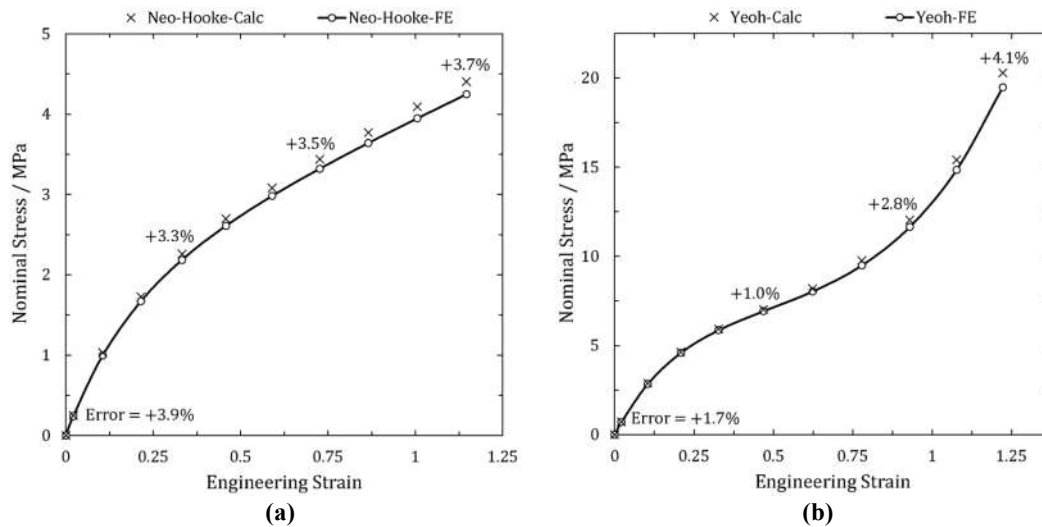 × Neo-Hooke-Calc Neo-Hooke-FE
5
4
3
2
1
0
Nominal Stress / MPa
+3.7%
+3.5%
+3.3%
Error = +3.9%
0 0.25 0.5 0.75 1 1.25
Engineering Strain
(a)
× Yeoh-Calc Yeoh-FE
20
15
10
5
0
Nominal Stress / MPa
+4.1%
+2.8%
+1.0%
Error = +1.7%
0 0.25 0.5 0.75 1 1.25
Engineering Strain
(b)